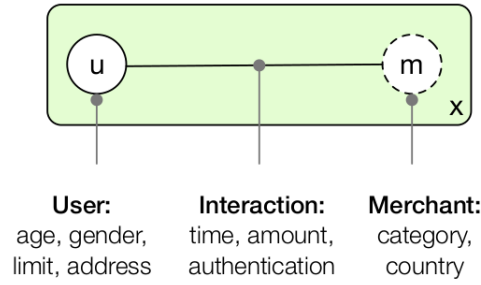 u
m
x
User:
age, gender,
limit, address
Interaction:
time, amount,
authentication
Merchant:
category,
country